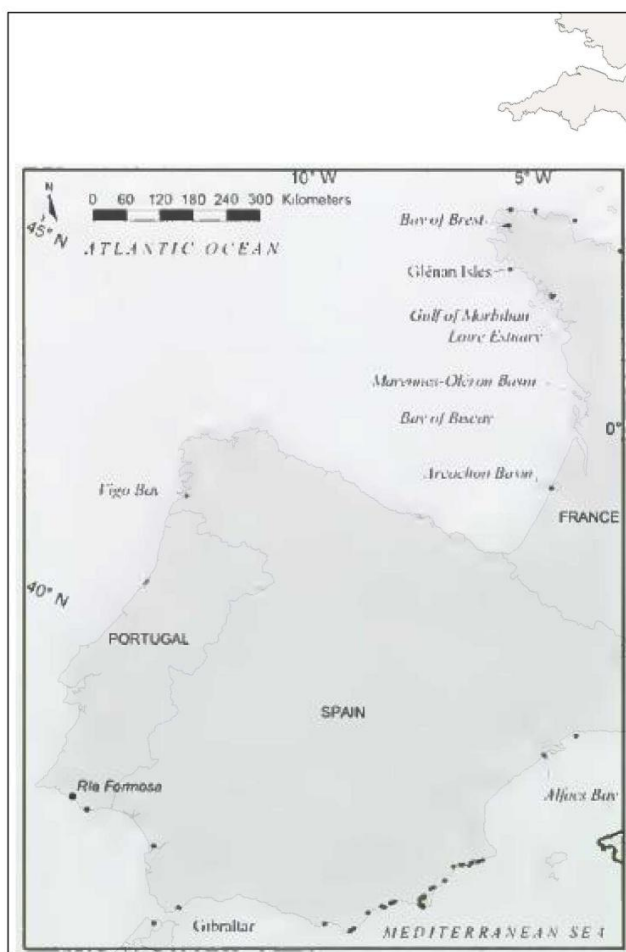 10° W 5° W
N
0 60 120 180 240 300 Kilometers
45° N
ATLANTIC OCEAN
Bay of Brest
Glénan Isles
Gulf of Morbihan
Loire Estuary
Marennes-Oléron Basin
Bay of Biscay
0°
Arcachon Basin
Vigo Bay
FRANCE
40° N
PORTUGAL
SPAIN
Ria Formosa
Alfacs Bay
Gibraltar
MEDITERRANEAN SEA